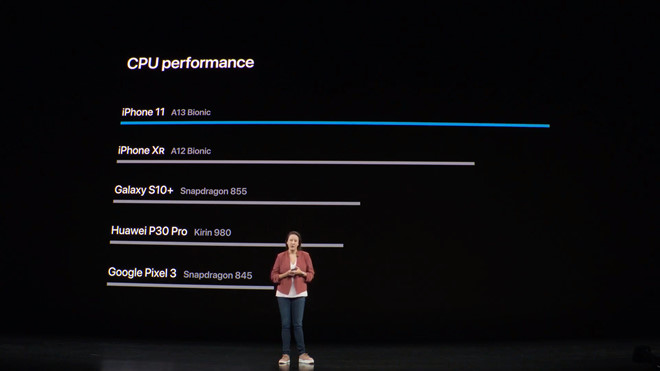 CPU performance
iPhone 11 A13 Bionic
iPhone XR A12 Bionic
Galaxy S10+ Snapdragon 855
Huawei P30 Pro Kirin 980
Google Pixel 3 Snapdragon 845